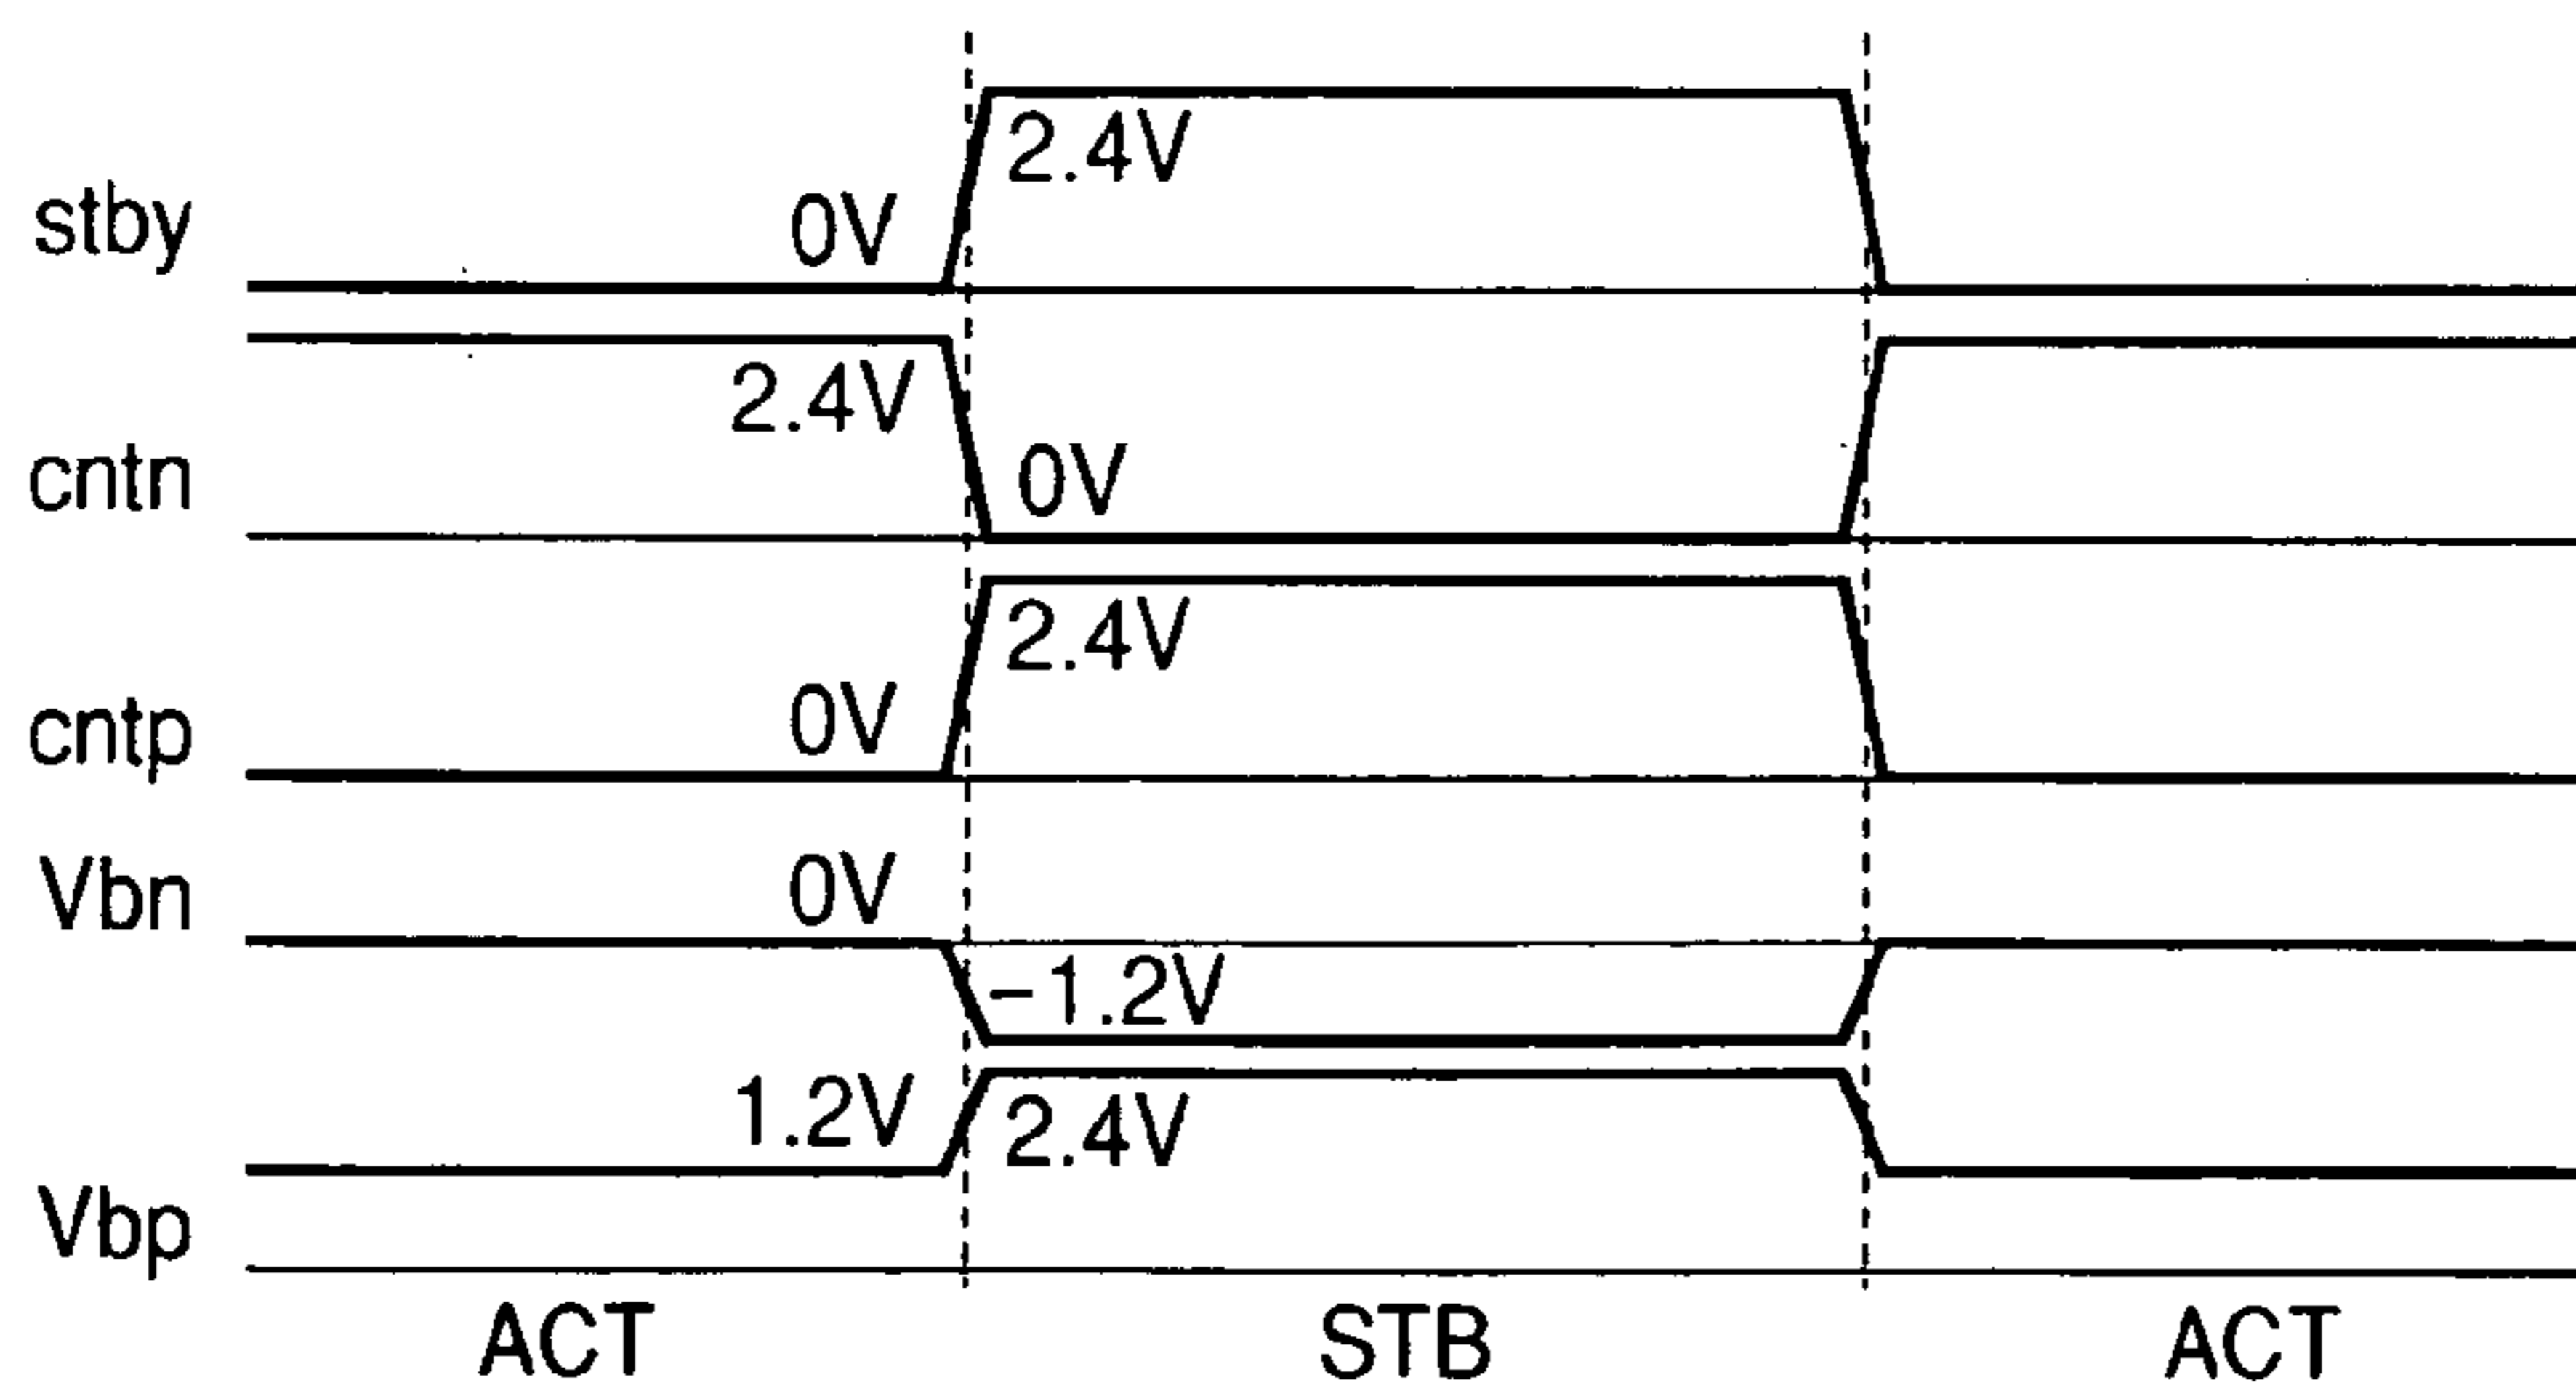 2.4V
stby 0V
2.4V
cntn 0V
2.4V
cntp 0V
Vbn 0V
-1.2V
1.2V 2.4V
Vbp
ACT STB ACT